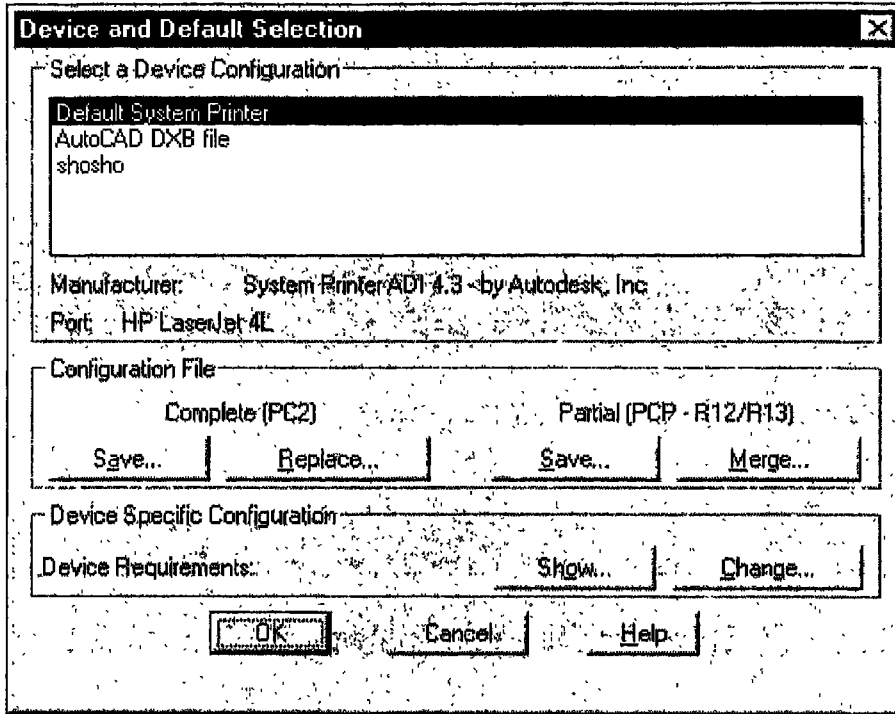 Device and Default Selection
Select a Device Configuration
Default System Printer
AutoCAD DXB file
shosho
Manufacturer: System Printer ADI 4.3 - by Autodesk, Inc
Port: HP LaserJet 4L
Configuration File
Complete (PC2) Partial (PCP - R12/R13)
Save... Replace... Save... Merge...
Device Specific Configuration
Device Requirements: Show... Change...
OK Cancel Help